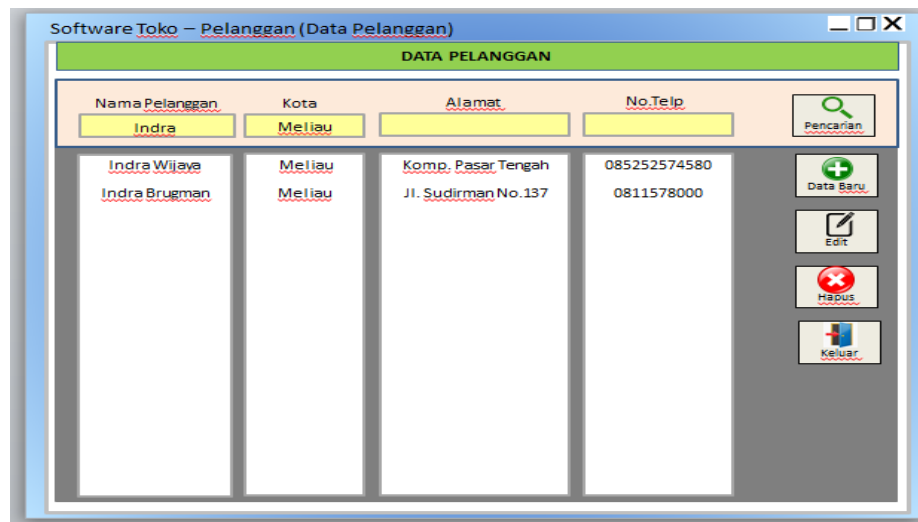 Software Toko – Pelanggan (Data Pelanggan)
DATA PELANGGAN
Nama Pelanggan Kota Alamat No.Telp
Indra Meliau
Pencarian
Indra Wijaya Meliau Komp. Pasar Tengah 085252574580
Indra Brugman Meliau Jl. Sudirman No.137 0811578000
Data Baru
Edit
Hapus
Keluar